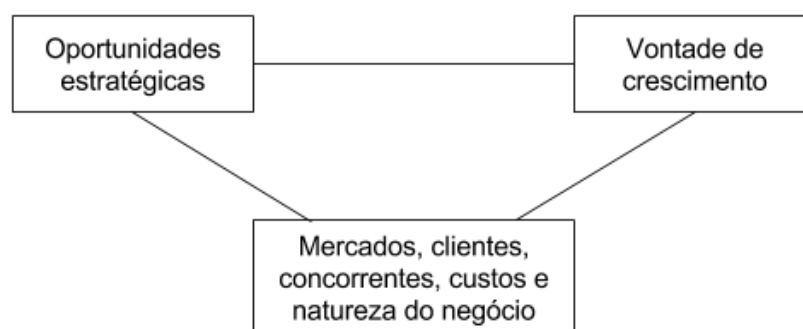 Oportunidades
estratégicas
Vontade de
crescimento
Mercados, clientes,
concorrentes, custos e
natureza do negócio